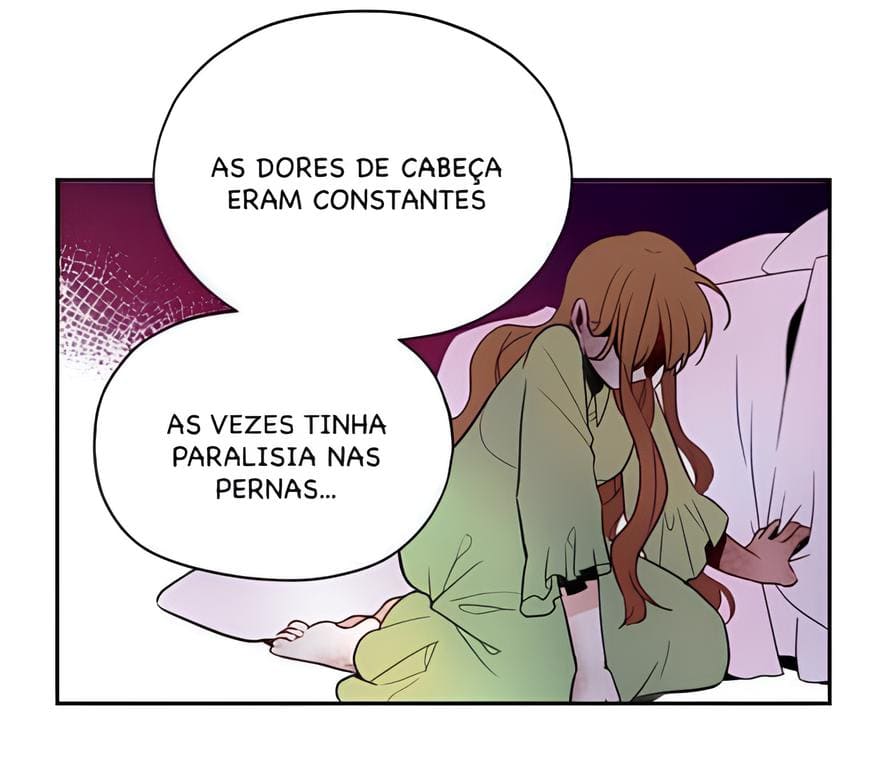 AS DORES DE CABEÇA
ERAM CONSTANTES
AS VEZES TINHA
PARALISIA NAS
PERNAS...